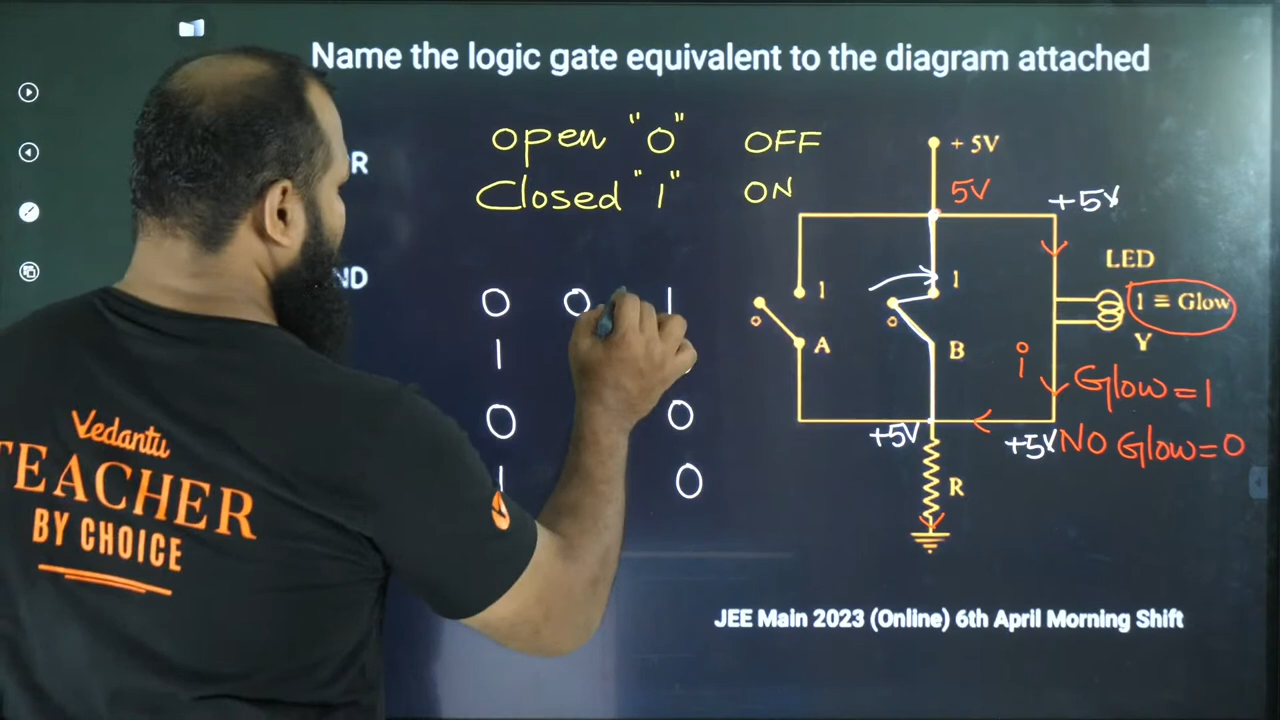 Name the logic gate equivalent to the diagram attached
open "0" OFF
Closed "1" ON
R
ND
0 0 1
1
0 0
1 0
+ 5V
5V
+5V
1
1
0
0
A
B
LED
1 ≡ Glow
Y
i
Glow = 1
NO Glow = 0
+5V
+5V
R
Vedantu
TEACHER
BY CHOICE
JEE Main 2023 (Online) 6th April Morning Shift